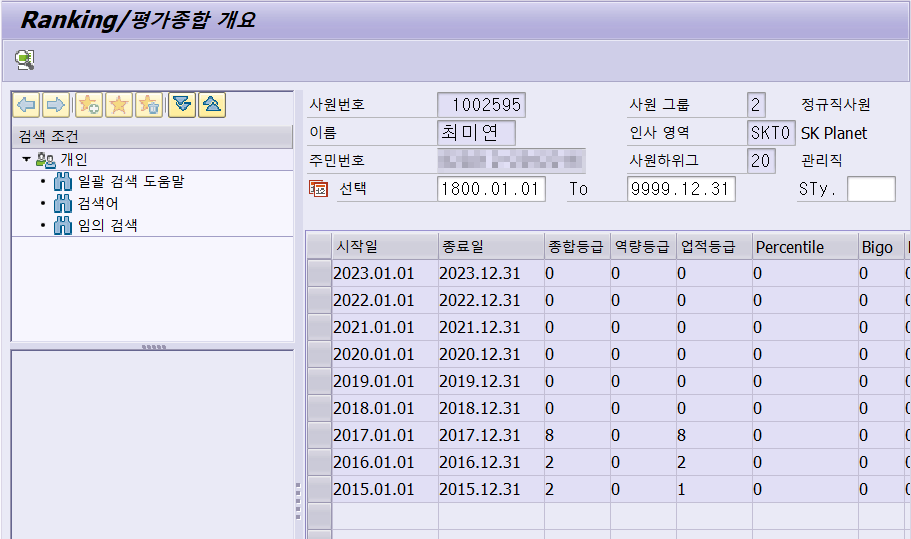 Ranking/평가종합 개요
검색 조건
개인
일괄 검색 도움말
검색어
임의 검색
사원번호 1002595 사원 그룹 2 정규직사원
이름 최미연 인사 영역 SKT0 SK Planet
주민번호 사원하위그 20 관리직
선택 1800.01.01 To 9999.12.31 STy.
시작일 종료일 종합등급 역량등급 업적등급 Percentile Bigo
2023.01.01 2023.12.31 0 0 0 0 0
2022.01.01 2022.12.31 0 0 0 0 0
2021.01.01 2021.12.31 0 0 0 0 0
2020.01.01 2020.12.31 0 0 0 0 0
2019.01.01 2019.12.31 0 0 0 0 0
2018.01.01 2018.12.31 0 0 0 0 0
2017.01.01 2017.12.31 8 0 8 0 0
2016.01.01 2016.12.31 2 0 2 0 0
2015.01.01 2015.12.31 2 0 1 0 0